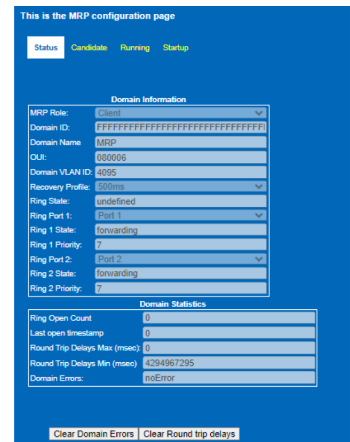 This is the MRP configuration page
Status Candidate Running Startup
Domain Information
MRP Role: Client
Domain ID: FFFFFFFFFFFFFFFFFFFFFFFFFFFFFFF
Domain Name MRP
OUI: 080006
Domain VLAN ID: 4095
Recovery Profile: 500ms
Ring State: undefined
Ring Port 1: Port 1
Ring 1 State: forwarding
Ring 1 Priority: 7
Ring Port 2: Port 2
Ring 2 State: forwarding
Ring 2 Priority: 7
Domain Statistics
Ring Open Count 0
Last open timestamp 0
Round Trip Delays Max (msec): 0
Round Trip Delays Min (msec) 4294967295
Domain Errors: noError
Clear Domain Errors Clear Round trip delays